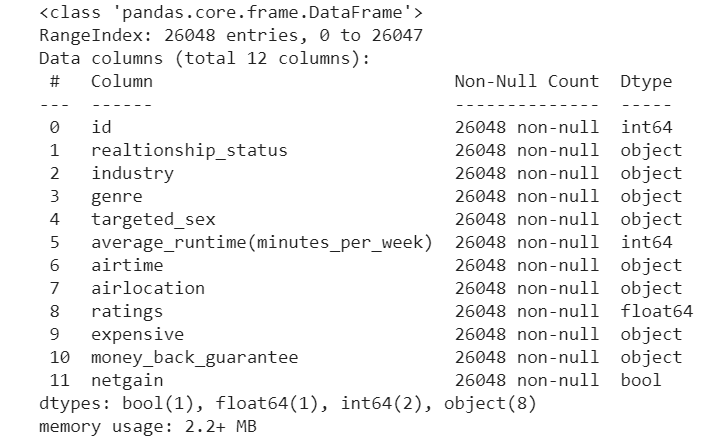 <class 'pandas.core.frame.DataFrame'>
RangeIndex: 26048 entries, 0 to 26047
Data columns (total 12 columns):
 #   Column                            Non-Null Count  Dtype
---  ------                            --------------  -----
 0   id                                26048 non-null  int64
 1   realtionship_status               26048 non-null  object
 2   industry                          26048 non-null  object
 3   genre                             26048 non-null  object
 4   targeted_sex                      26048 non-null  object
 5   average_runtime(minutes_per_week) 26048 non-null  int64
 6   airtime                           26048 non-null  object
 7   airlocation                       26048 non-null  object
 8   ratings                           26048 non-null  float64
 9   expensive                         26048 non-null  object
 10  money_back_guarantee              26048 non-null  object
 11  netgain                           26048 non-null  bool
dtypes: bool(1), float64(1), int64(2), object(8)
memory usage: 2.2+ MB